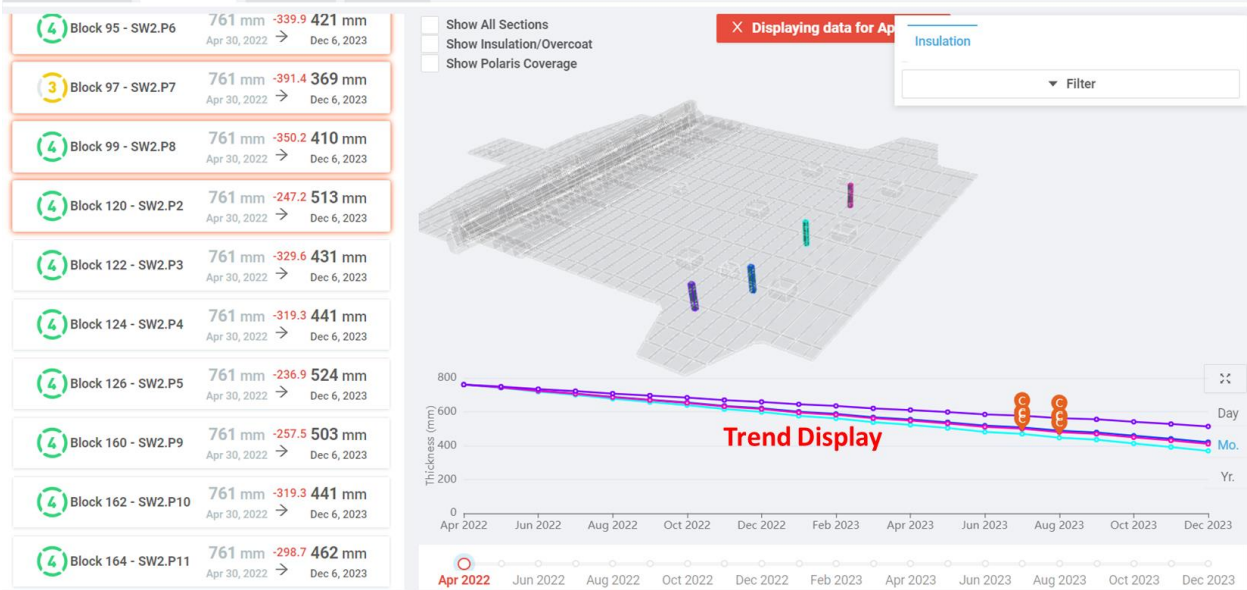 4 Block 95 - SW2.P6 761 mm -339.9 421 mm
Apr 30, 2022 → Dec 6, 2023
3 Block 97 - SW2.P7 761 mm -391.4 369 mm
Apr 30, 2022 → Dec 6, 2023
4 Block 99 - SW2.P8 761 mm -350.2 410 mm
Apr 30, 2022 → Dec 6, 2023
4 Block 120 - SW2.P2 761 mm -247.2 513 mm
Apr 30, 2022 → Dec 6, 2023
4 Block 122 - SW2.P3 761 mm -329.6 431 mm
Apr 30, 2022 → Dec 6, 2023
4 Block 124 - SW2.P4 761 mm -319.3 441 mm
Apr 30, 2022 → Dec 6, 2023
4 Block 126 - SW2.P5 761 mm -236.9 524 mm
Apr 30, 2022 → Dec 6, 2023
4 Block 160 - SW2.P9 761 mm -257.5 503 mm
Apr 30, 2022 → Dec 6, 2023
4 Block 162 - SW2.P10 761 mm -319.3 441 mm
Apr 30, 2022 → Dec 6, 2023
4 Block 164 - SW2.P11 761 mm -298.7 462 mm
Apr 30, 2022 → Dec 6, 2023
Show All Sections
Show Insulation/Overcoat
Show Polaris Coverage
X Displaying data for Ap
Insulation
Filter
Thickness (mm)
800
600
400
200
0
C
C
C
C
C
C
Trend Display
Day
Mo.
Yr.
Apr 2022 Jun 2022 Aug 2022 Oct 2022 Dec 2022 Feb 2023 Apr 2023 Jun 2023 Aug 2023 Oct 2023 Dec 2023
Apr 2022 Jun 2022 Aug 2022 Oct 2022 Dec 2022 Feb 2023 Apr 2023 Jun 2023 Aug 2023 Oct 2023 Dec 2023